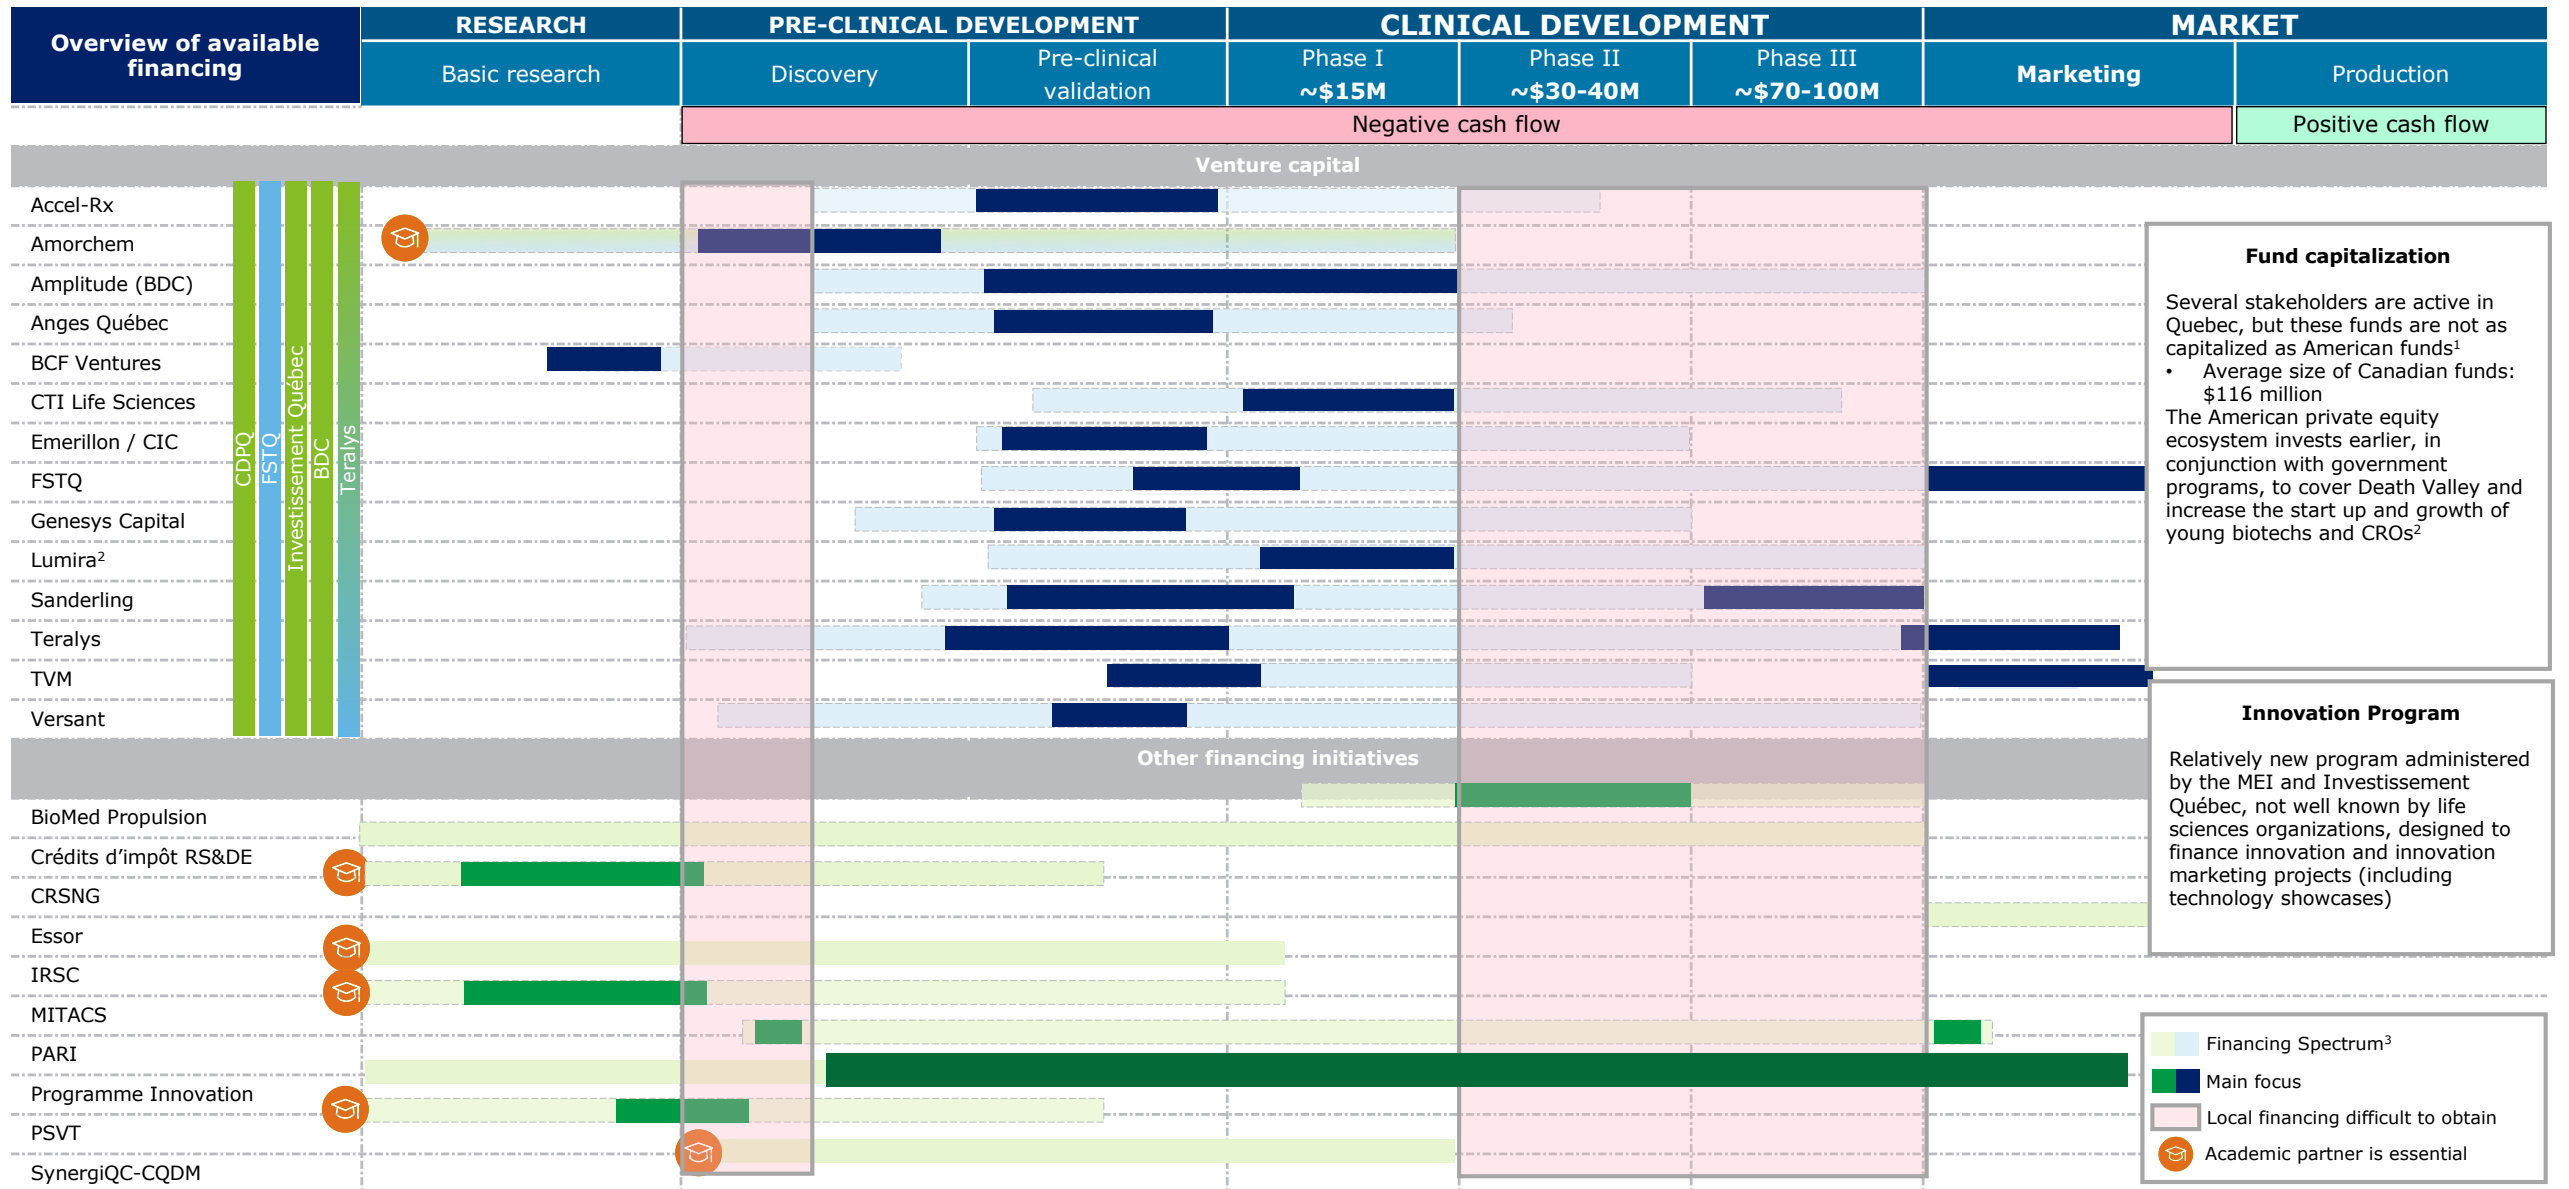 Overview of available
financing
RESEARCH
PRE-CLINICAL DEVELOPMENT
CLINICAL DEVELOPMENT
MARKET
Basic research
Discovery
Pre-clinical
validation
Phase I
~$15M
Phase II
~$30-40M
Phase III
~$70-100M
Marketing
Production
Negative cash flow
Positive cash flow
Venture capital
CDPQ
FSTQ
Investissement Québec
BDC
Teralys
Accel-Rx
Amorchem
Amplitude (BDC)
Anges Québec
BCF Ventures
CTI Life Sciences
Emerillon / CIC
FSTQ
Genesys Capital
Lumira²
Sanderling
Teralys
TVM
Versant
Fund capitalization
Several stakeholders are active in
Quebec, but these funds are not as
capitalized as American funds¹
• Average size of Canadian funds:
$116 million
The American private equity
ecosystem invests earlier, in
conjunction with government
programs, to cover Death Valley and
increase the start up and growth of
young biotechs and CROs²
Other financing initiatives
BioMed Propulsion
Crédits d'impôt RS&DE
CRSNG
Essor
IRSC
MITACS
PARI
Programme Innovation
PSVT
SynergiQC-CQDM
Innovation Program
Relatively new program administered
by the MEI and Investissement
Québec, not well known by life
sciences organizations, designed to
finance innovation and innovation
marketing projects (including
technology showcases)
Financing Spectrum³
Main focus
Local financing difficult to obtain
Academic partner is essential